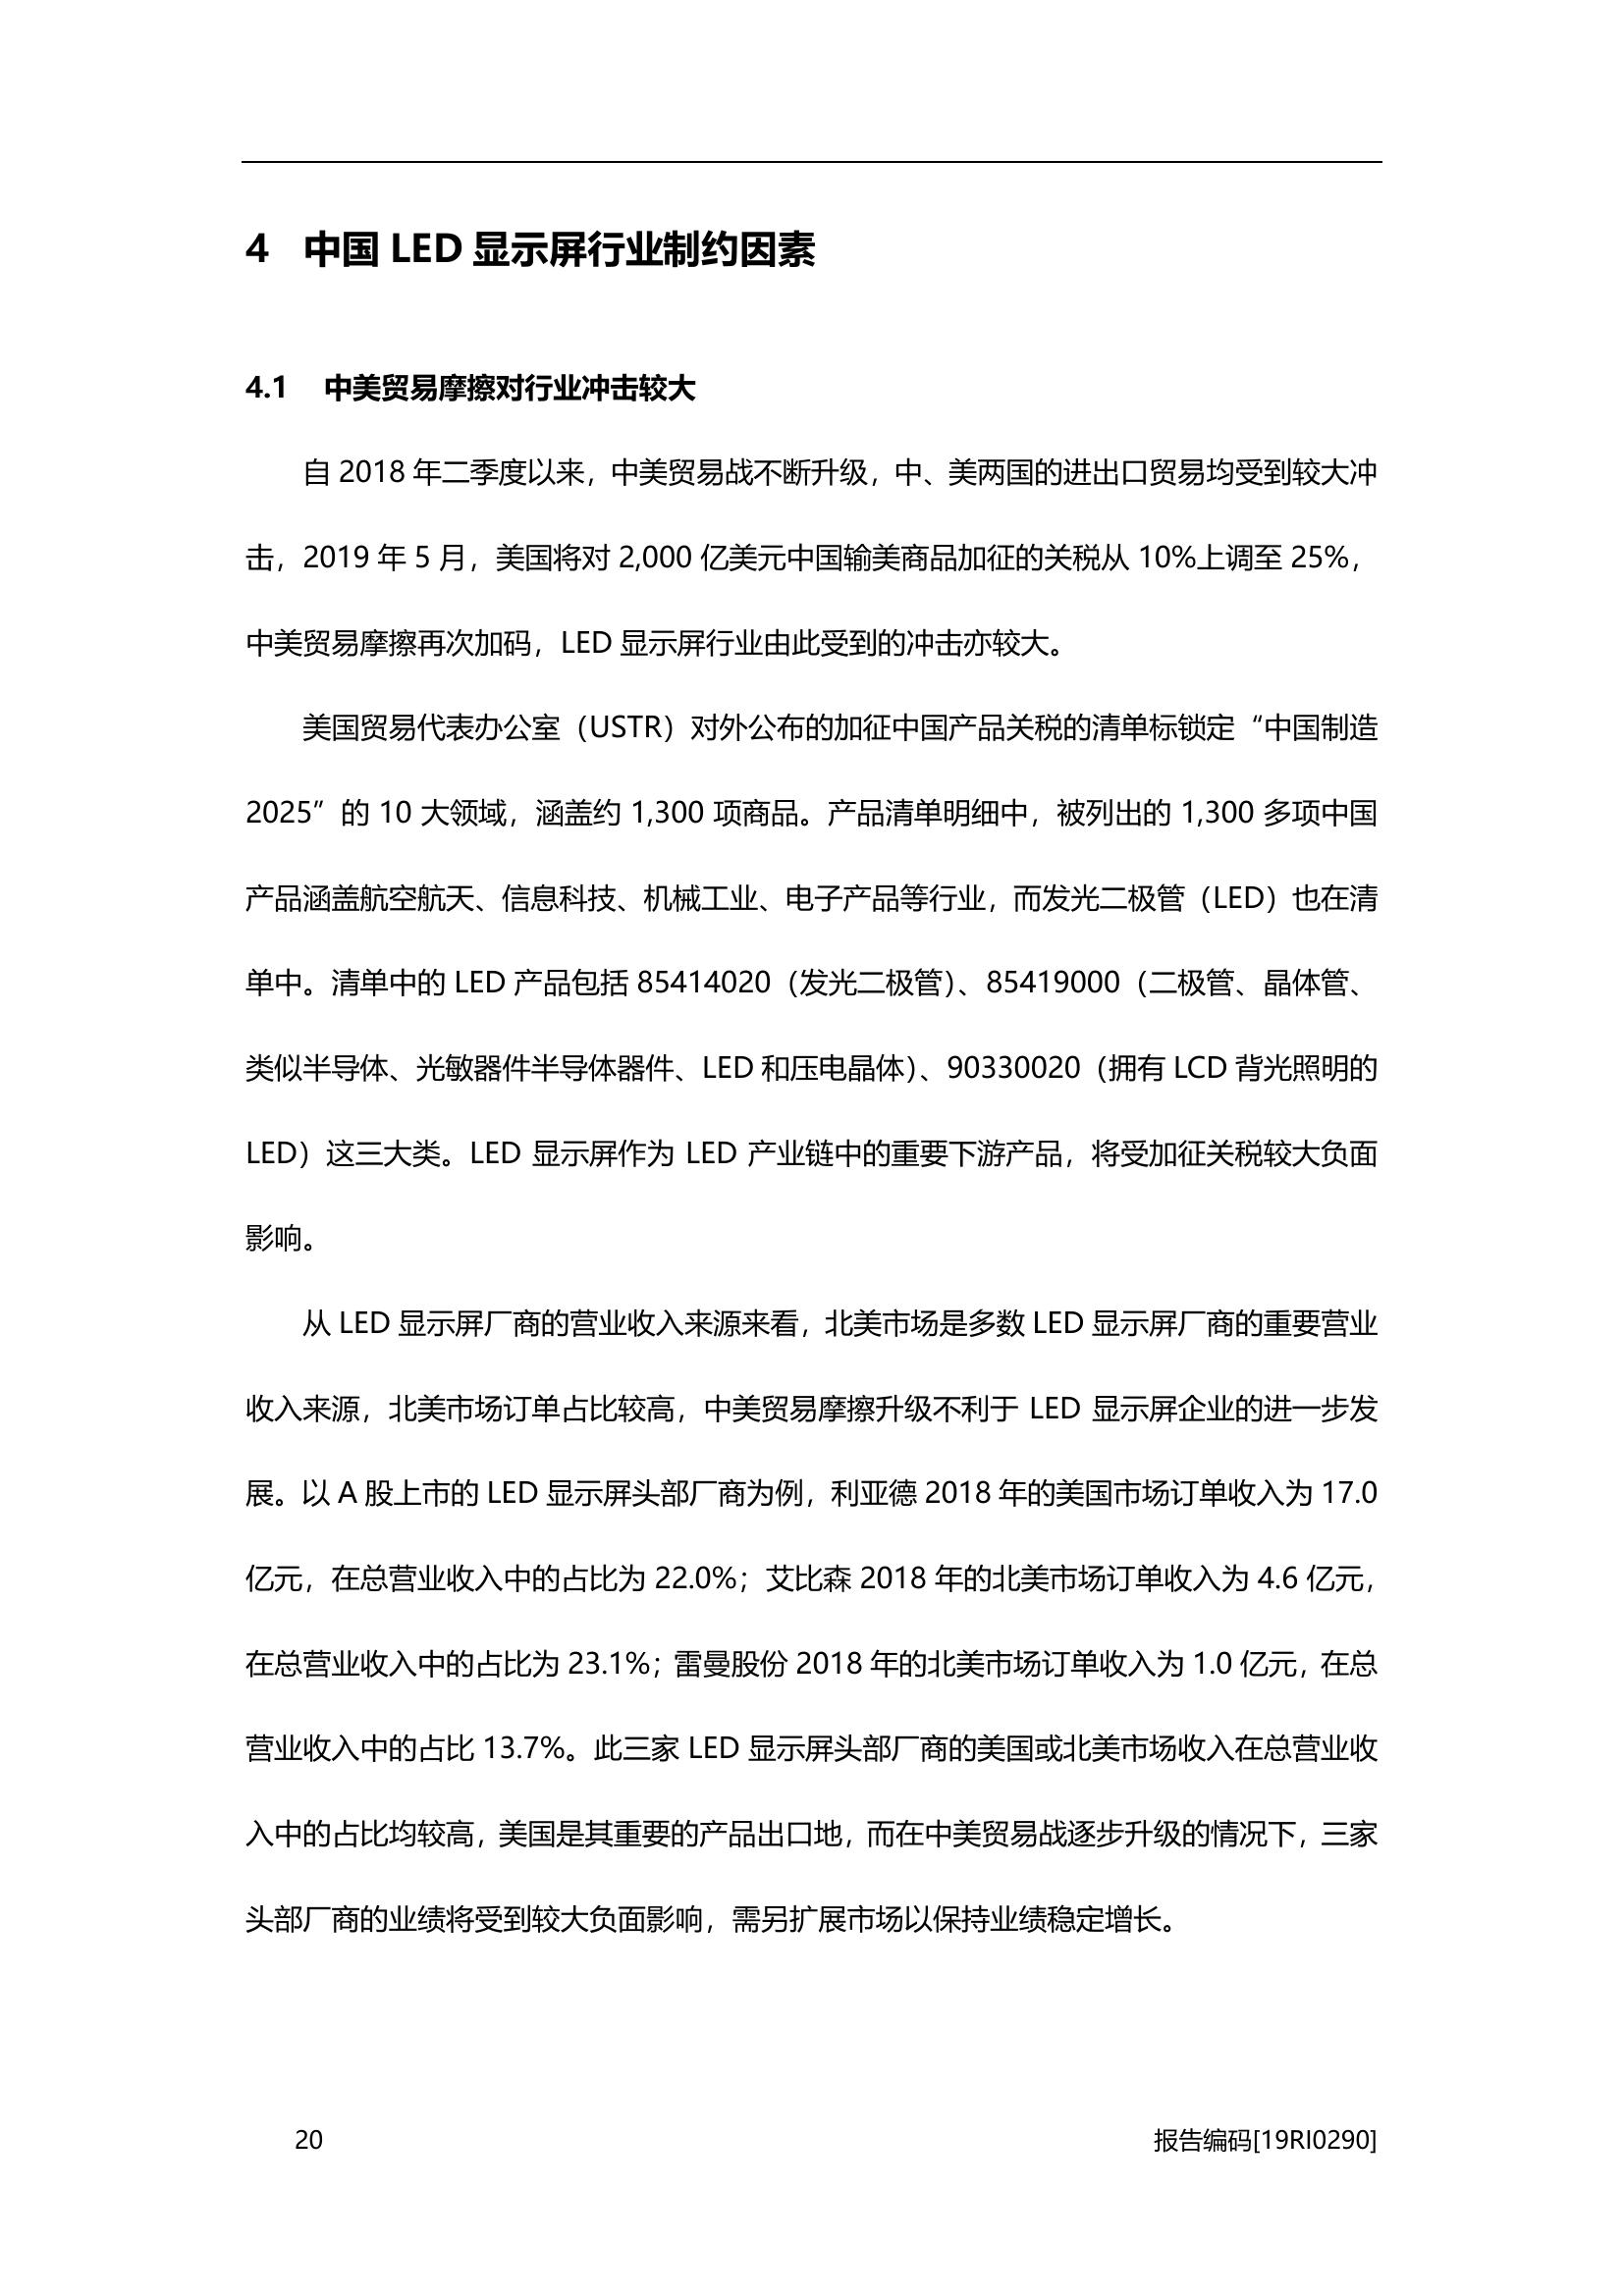 4 中国 LED 显示屏行业制约因素
4.1 中美贸易摩擦对行业冲击较大
自 2018 年二季度以来，中美贸易战不断升级，中、美两国的进出口贸易均受到较大冲
击，2019 年 5 月，美国将对 2,000 亿美元中国输美商品加征的关税从 10%上调至 25%，
中美贸易摩擦再次加码，LED 显示屏行业由此受到的冲击亦较大。
美国贸易代表办公室（USTR）对外公布的加征中国产品关税的清单标锁定“中国制造
2025”的 10 大领域，涵盖约 1,300 项商品。产品清单明细中，被列出的 1,300 多项中国
产品涵盖航空航天、信息科技、机械工业、电子产品等行业，而发光二极管（LED）也在清
单中。清单中的 LED 产品包括 85414020（发光二极管）、85419000（二极管、晶体管、
类似半导体、光敏器件半导体器件、LED 和压电晶体）、90330020（拥有 LCD 背光照明的
LED）这三大类。LED 显示屏作为 LED 产业链中的重要下游产品，将受加征关税较大负面
影响。
从 LED 显示屏厂商的营业收入来源来看，北美市场是多数 LED 显示屏厂商的重要营业
收入来源，北美市场订单占比较高，中美贸易摩擦升级不利于 LED 显示屏企业的进一步发
展。以 A 股上市的 LED 显示屏头部厂商为例，利亚德 2018 年的美国市场订单收入为 17.0
亿元，在总营业收入中的占比为 22.0%；艾比森 2018 年的北美市场订单收入为 4.6 亿元，
在总营业收入中的占比为 23.1%；雷曼股份 2018 年的北美市场订单收入为 1.0 亿元，在总
营业收入中的占比 13.7%。此三家 LED 显示屏头部厂商的美国或北美市场收入在总营业收
入中的占比均较高，美国是其重要的产品出口地，而在中美贸易战逐步升级的情况下，三家
头部厂商的业绩将受到较大负面影响，需另扩展市场以保持业绩稳定增长。
20 报告编码[19RI0290]